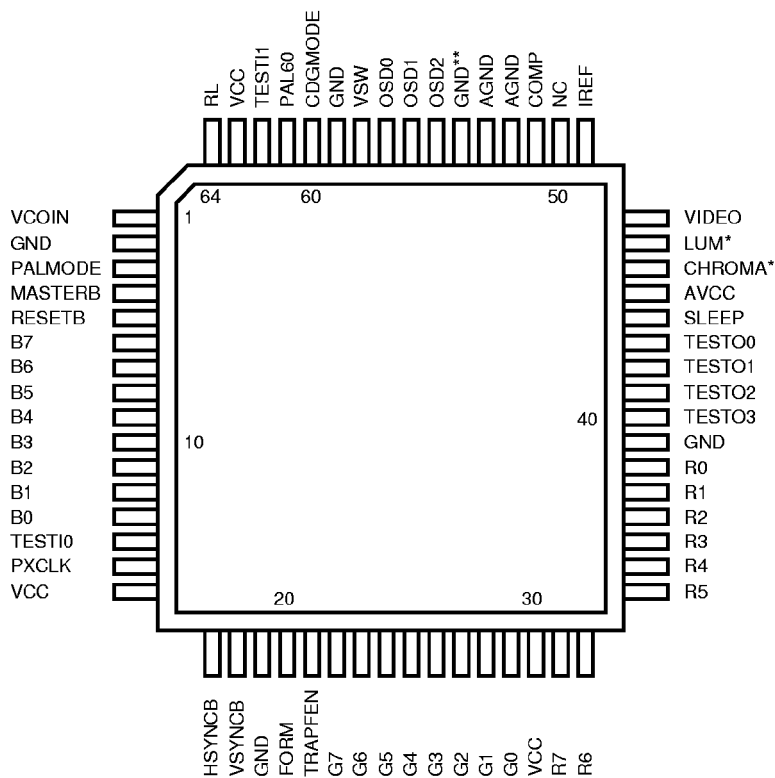 RL
VCC
TESTI1
PAL60
CDGMODE
GND
VSW
OSD0
OSD1
OSD2
GND**
AGND
AGND
COMP
NC
IREF
64
60
50
VCOIN
1
VIDEO
GND
LUM*
PALMODE
CHROMA*
MASTERB
AVCC
RESETB
SLEEP
B7
TESTO0
B6
TESTO1
B5
TESTO2
B4
40
TESTO3
B3
10
GND
B2
R0
B1
R1
B0
R2
TESTI0
R3
PXCLK
R4
VCC
R5
20
30
HSYNCB
VSYNCB
GND
FORM
TRAPFEN
G7
G6
G5
G4
G3
G2
G1
G0
VCC
R7
R6